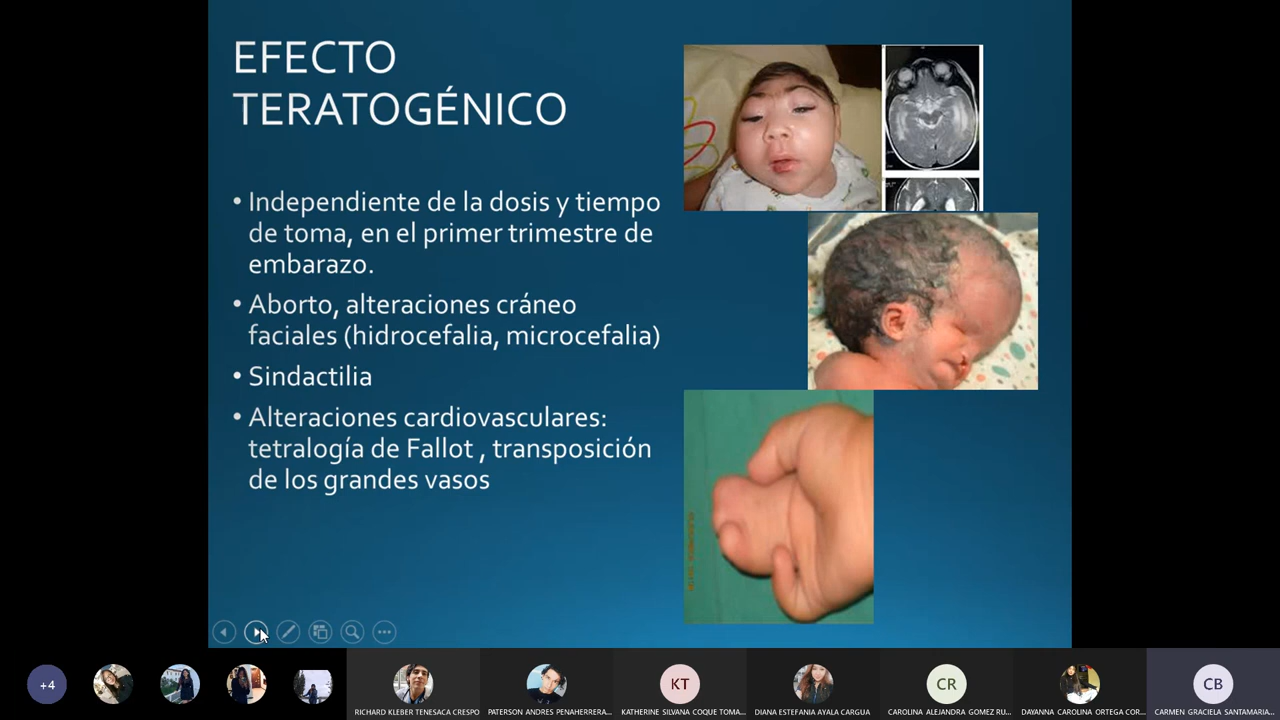 EFECTO
TERATOGÉNICO
• Independiente de la dosis y tiempo
de toma, en el primer trimestre de
embarazo.
• Aborto, alteraciones cráneo
faciales (hidrocefalia, microcefalia)
• Sindactilia
• Alteraciones cardiovasculares:
tetralogía de Fallot , transposición
de los grandes vasos
+4
KT
CR
CB
RICHARD KLEBER TENESACA CRESPO
PATERSON ANDRES PENAHERRERA...
KATHERINE SILVANA COQUE TOMA...
DIANA ESTEFANIA AYALA CARGUA
CAROLINA ALEJANDRA GOMEZ RU...
DAYANNA CAROLINA ORTEGA COR...
CARMEN GRACIELA SANTAMARIA...